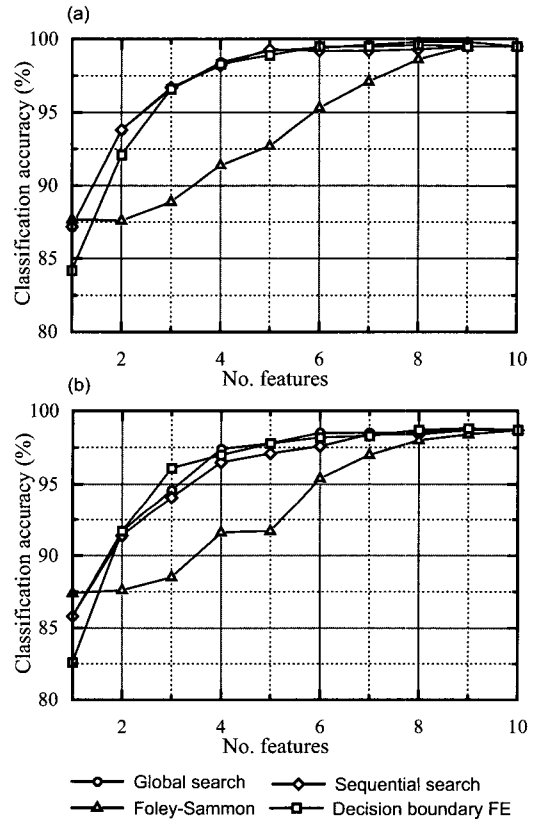 (a)
100
95
90
85
80
Classification accuracy (%)
2 4 6 8 10
No. features
(b)
100
95
90
85
80
Classification accuracy (%)
2 4 6 8 10
No. features
Global search Sequential search
Foley-Sammon Decision boundary FE